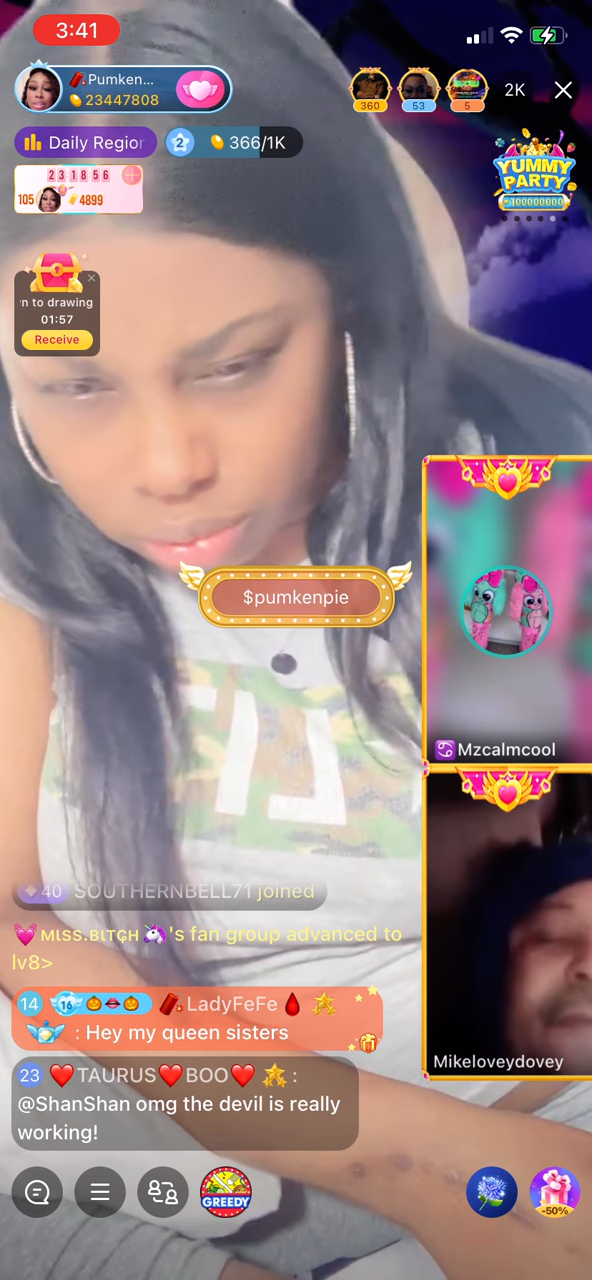 3:41
Pumken...
23447808
360
53
5
2K
Daily Region
2
366/1K
YUMMY
PARTY
231856
105
4899
n to drawing
01:57
Receive
$pumkenpie
Mzcalmcool
40 SOUTHERNBELL71 joined
ᴍɪss.ʙɪᴛɢʜ 's fan group advanced to
lv8>
14 16 LadyFeFe
: Hey my queen sisters
23 TAURUS BOO :
@ShanShan omg the devil is really
working!
Mikeloveydovey
GREEDY
-50%